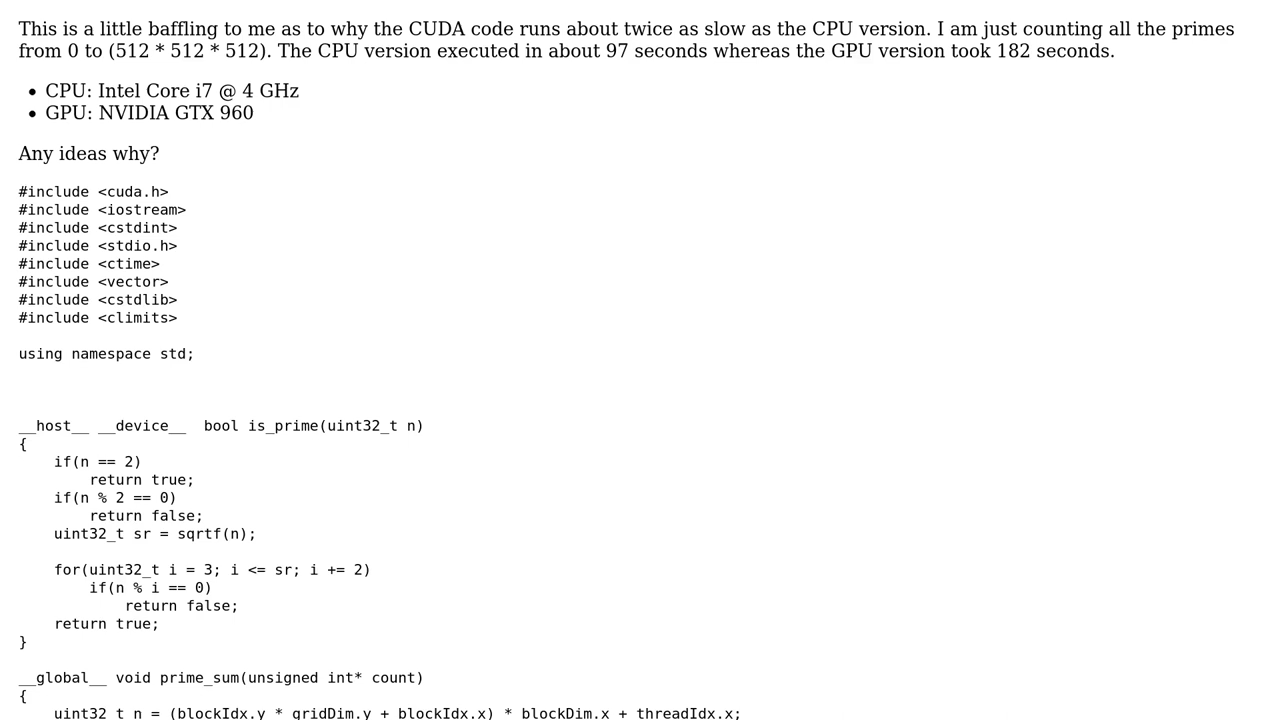 This is a little baffling to me as to why the CUDA code runs about twice as slow as the CPU version. I am just counting all the primes
from 0 to (512 * 512 * 512). The CPU version executed in about 97 seconds whereas the GPU version took 182 seconds.
• CPU: Intel Core i7 @ 4 GHz
• GPU: NVIDIA GTX 960
Any ideas why?
#include <cuda.h>
#include <iostream>
#include <cstdint>
#include <stdio.h>
#include <ctime>
#include <vector>
#include <cstdlib>
#include <climits>
using namespace std;
__host__ __device__  bool is_prime(uint32_t n)
{
    if(n == 2)
        return true;
    if(n % 2 == 0)
        return false;
    uint32_t sr = sqrtf(n);
    for(uint32_t i = 3; i <= sr; i += 2)
        if(n % i == 0)
            return false;
    return true;
}
__global__ void prime_sum(unsigned int* count)
{
    uint32_t n = (blockIdx.y * gridDim.y + blockIdx.x) * blockDim.x + threadIdx.x;